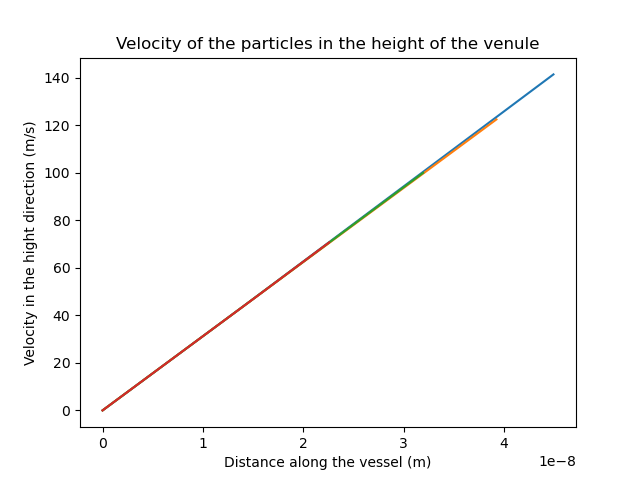 Velocity of the particles in the height of the venule
Velocity in the hight direction (m/s)
140
120
100
80
60
40
20
0
0 1 2 3 4
1e−8
Distance along the vessel (m)